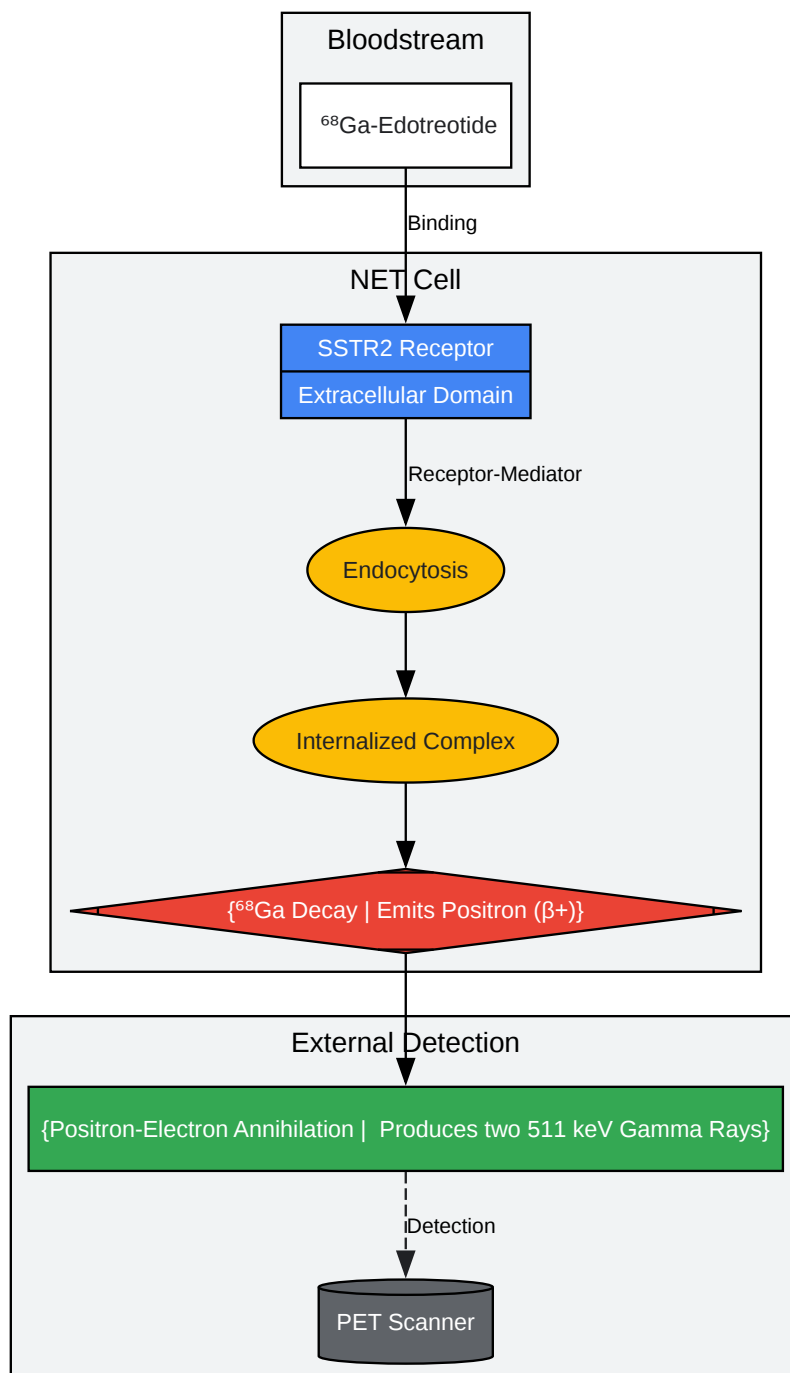 Bloodstream
⁶⁸Ga-Edotreotide
Binding
NET Cell
SSTR2 Receptor
Extracellular Domain
Receptor-Mediator
Endocytosis
Internalized Complex
{⁶⁸Ga Decay | Emits Positron (β+)}
External Detection
{Positron-Electron Annihilation | Produces two 511 keV Gamma Rays}
Detection
PET Scanner